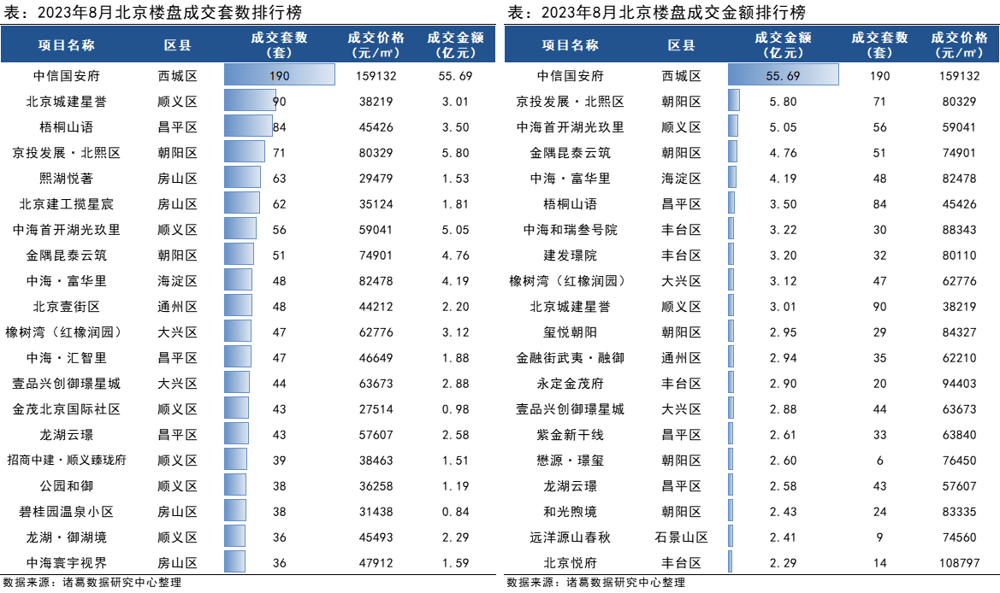 表：2023年8月北京楼盘成交套数排行榜
项目名称 区县 成交套数（套） 成交价格（元/㎡） 成交金额（亿元）
中信国安府 西城区 190 159132 55.69
北京城建星誉 顺义区 90 38219 3.01
梧桐山语 昌平区 84 45426 3.50
京投发展·北熙区 朝阳区 71 80329 5.80
熙湖悦著 房山区 63 29479 1.53
北京建工揽星宸 房山区 62 35124 1.81
中海首开湖光玖里 顺义区 56 59041 5.05
金隅昆泰云筑 朝阳区 51 74901 4.76
中海·富华里 海淀区 48 82478 4.19
北京壹街区 通州区 48 44212 2.20
橡树湾（红橡润园） 大兴区 47 62776 3.12
中海·汇智里 昌平区 47 46649 1.88
壹品兴创御璟星城 大兴区 44 63673 2.88
金茂北京国际社区 顺义区 43 27514 0.98
龙湖云璟 昌平区 43 57607 2.58
招商中建·顺义臻珑府 顺义区 39 38463 1.51
公园和御 顺义区 38 36258 1.19
碧桂园温泉小区 房山区 38 31438 0.84
龙湖·御湖境 顺义区 36 45493 2.29
中海寰宇视界 房山区 36 47912 1.59
数据来源：诸葛数据研究中心整理
表：2023年8月北京楼盘成交金额排行榜
项目名称 区县 成交金额（亿元） 成交套数（套） 成交价格（元/㎡）
中信国安府 西城区 55.69 190 159132
京投发展·北熙区 朝阳区 5.80 71 80329
中海首开湖光玖里 顺义区 5.05 56 59041
金隅昆泰云筑 朝阳区 4.76 51 74901
中海·富华里 海淀区 4.19 48 82478
梧桐山语 昌平区 3.50 84 45426
中海和瑞叁号院 丰台区 3.22 30 88343
建发璟院 丰台区 3.20 32 80110
橡树湾（红橡润园） 大兴区 3.12 47 62776
北京城建星誉 顺义区 3.01 90 38219
玺悦朝阳 朝阳区 2.95 29 84327
金融街武夷·融御 通州区 2.94 35 62210
永定金茂府 丰台区 2.90 20 94403
壹品兴创御璟星城 大兴区 2.88 44 63673
紫金新干线 昌平区 2.61 33 63840
懋源·璟玺 朝阳区 2.60 6 76450
龙湖云璟 昌平区 2.58 43 57607
和光煦境 朝阳区 2.43 24 83335
远洋源山春秋 石景山区 2.41 9 74560
北京悦府 丰台区 2.29 14 108797
数据来源：诸葛数据研究中心整理